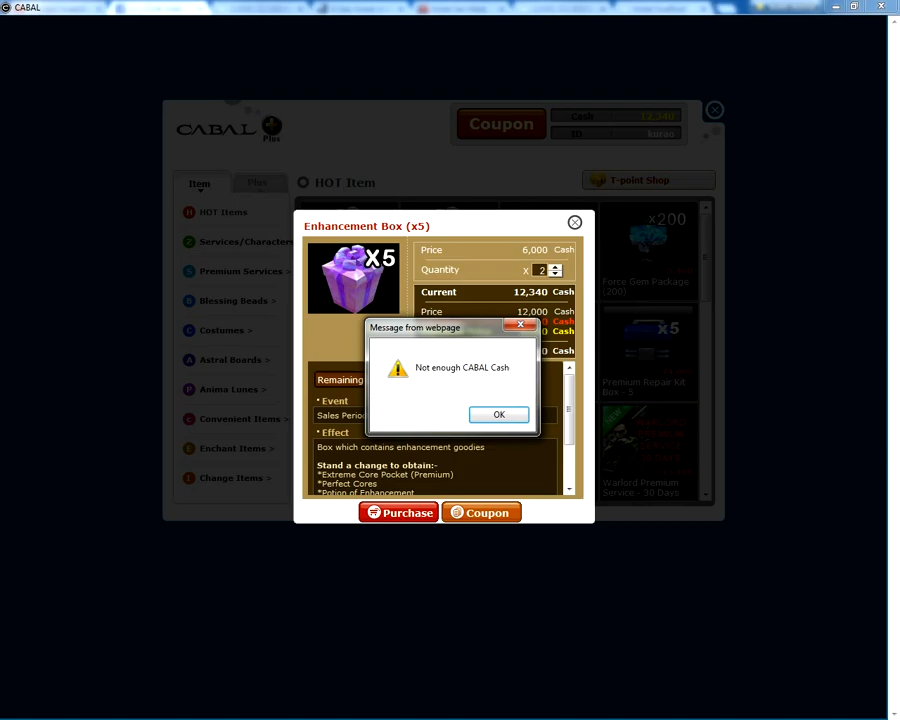 CABAL
CABAL
Plus
Coupon
Cash 12,340
ID kurao
Item
Plus
HOT Item
T-point Shop
HOT Items
Services/Characters
Premium Services >
Blessing Beads >
Costumes >
Astral Boards >
Anima Lunes >
Convenient Items >
Enchant Items >
Change Items >
x200
Force Gem Package
(200)
x5
Premium Repair Kit
Box - 5
Warlord Premium
Service - 30 Days
Enhancement Box (x5)
X5
Price 6,000 Cash
Quantity X 2
Current 12,340 Cash
Price 12,000 Cash
Cash
Cash
0 Cash
Message from webpage
Not enough CABAL Cash
OK
Remaining
• Event
Sales Perio
• Effect
Box which contains enhancement goodies
Stand a change to obtain:-
*Extreme Core Pocket (Premium)
*Perfect Cores
*Potion of Enhancement
Purchase
Coupon